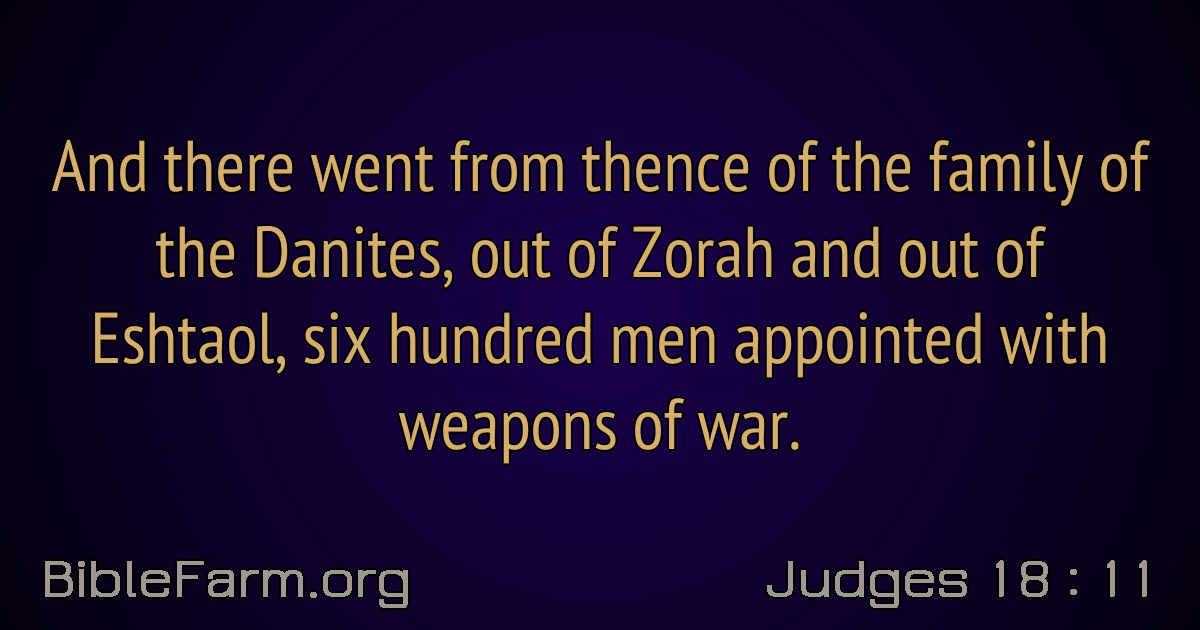 And there went from thence of the family of
the Danites, out of Zorah and out of
Eshtaol, six hundred men appointed with
weapons of war.
BibleFarm.org
Judges 18 : 11